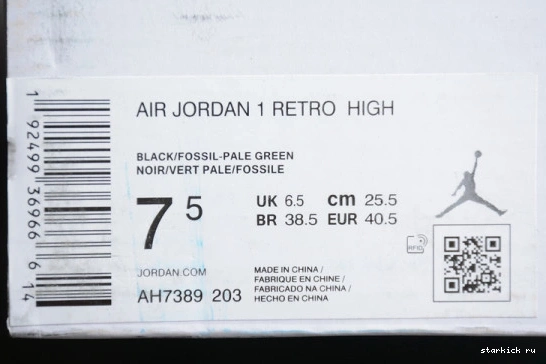 AIR JORDAN 1 RETRO HIGH
BLACK/FOSSIL-PALE GREEN
NOIR/VERT PALE/FOSSILE
7 5
UK 6.5 cm 25.5
BR 38.5 EUR 40.5
RFID
JORDAN.COM
AH7389 203
MADE IN CHINA /
FABRIQUE EN CHINE /
FABRICADO NA CHINA /
HECHO EN CHINA
1 92499 36966 6 14
starkick ru